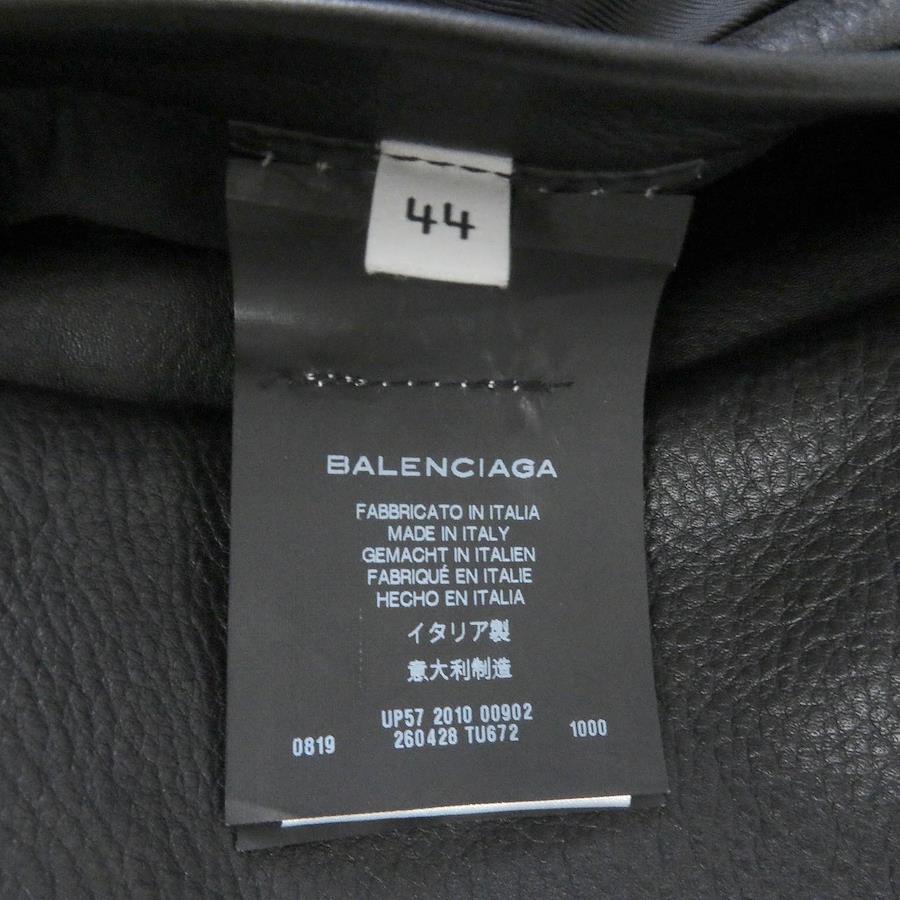 44
BALENCIAGA
FABBRICATO IN ITALIA
MADE IN ITALY
GEMACHT IN ITALIEN
FABRIQUÉ EN ITALIE
HECHO EN ITALIA
イタリア製
意大利制造
UP57 2010 00902
0819 260428 TU672 1000